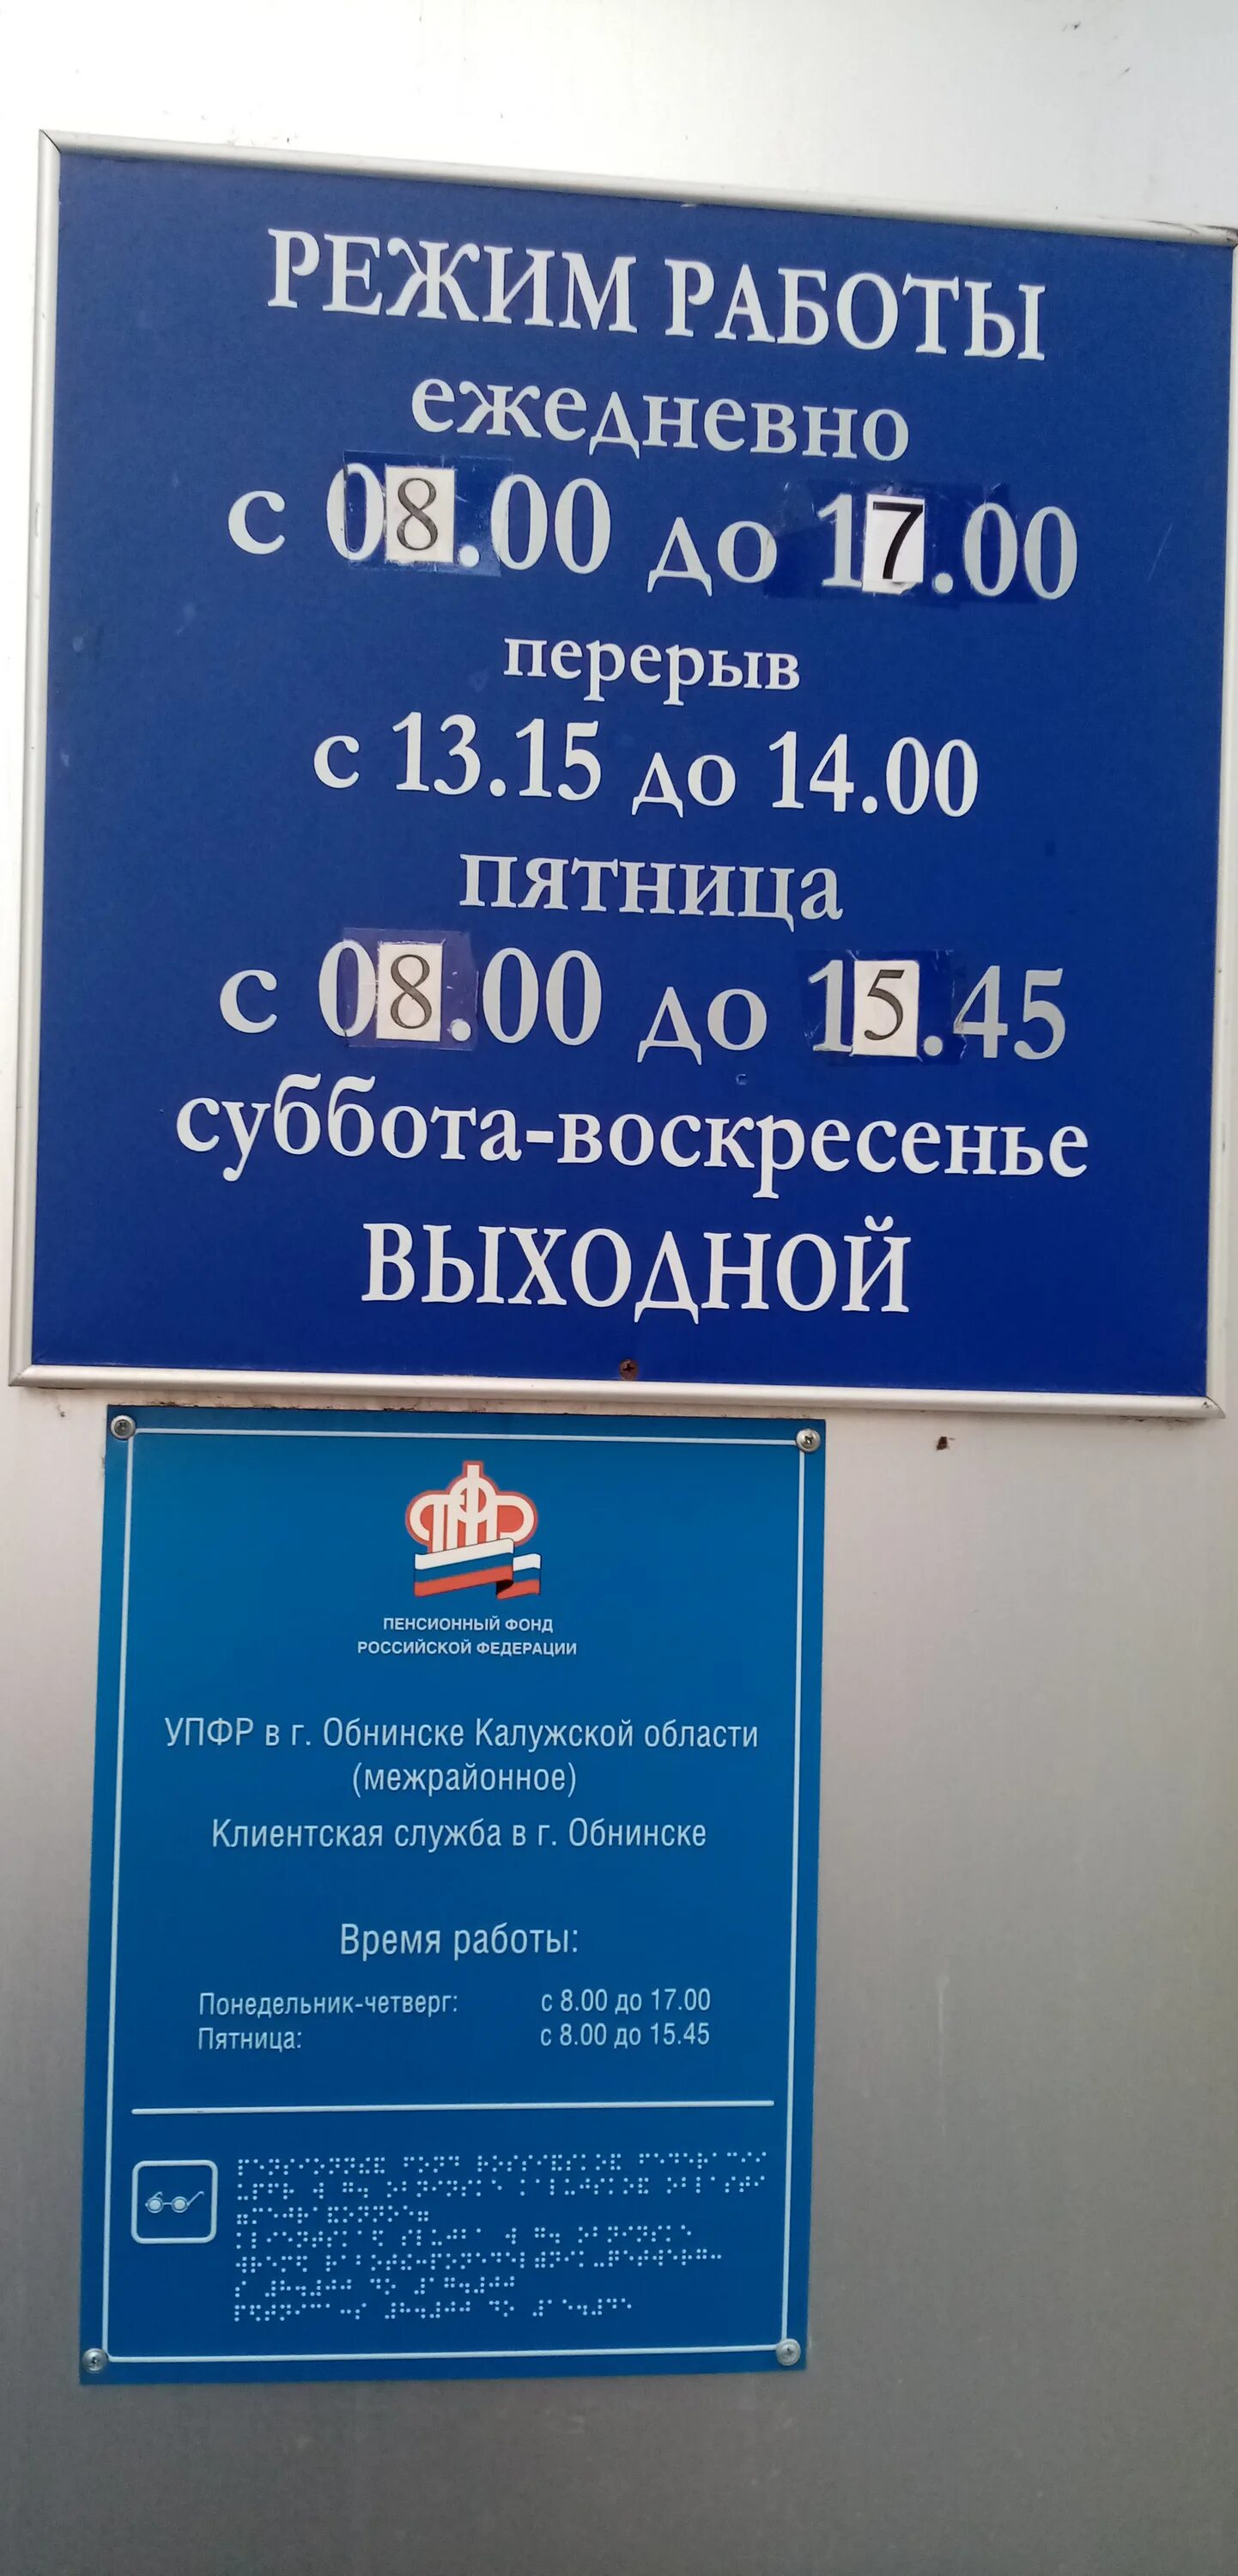 РЕЖИМ РАБОТЫ
ежедневно
с 08.00 до 17.00
перерыв
с 13.15 до 14.00
пятница
с 08.00 до 15.45
суббота-воскресенье
ВЫХОДНОЙ
ПЕНСИОННЫЙ ФОНД
РОССИЙСКОЙ ФЕДЕРАЦИИ
УПФР в г. Обнинске Калужской области
(межрайонное)
Клиентская служба в г. Обнинске
Время работы:
Понедельник-четверг: с 8.00 до 17.00
Пятница: с 8.00 до 15.45